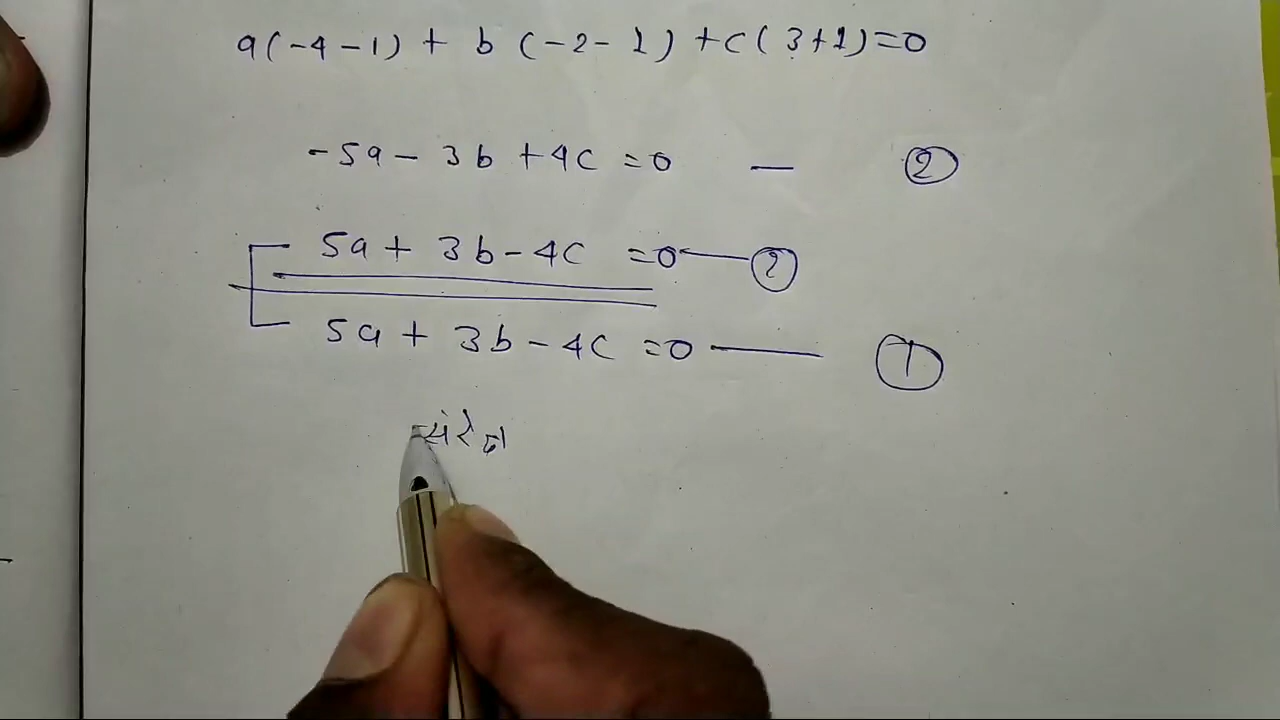 a(-4-1) + b(-2-1) + c(3+1)=0
-5a-3b+4c=0 — 2
5a+3b-4c=0 — 2
5a+3b-4c=0 — 1